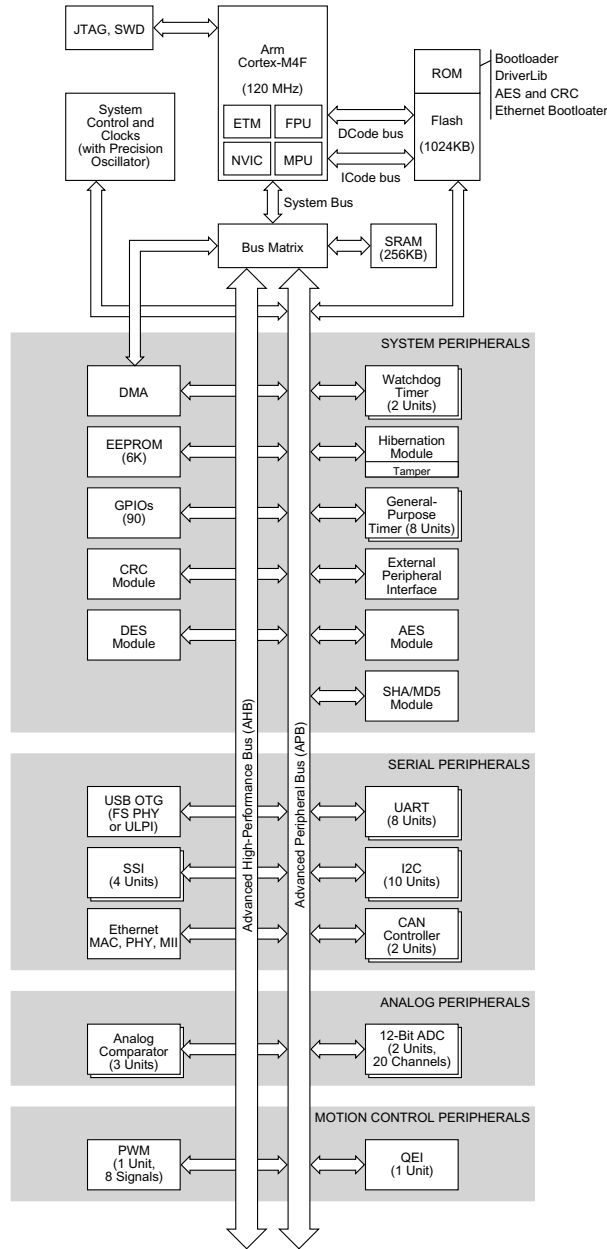 JTAG, SWD
Arm
Cortex-M4F
(120 MHz)
ETM
FPU
NVIC
MPU
ROM
Bootloader
DriverLib
AES and CRC
Ethernet Bootloater
Flash
(1024KB)
DCode bus
ICode bus
System
Control and
Clocks
(with Precision
Oscillator)
System Bus
Bus Matrix
SRAM
(256KB)
SYSTEM PERIPHERALS
DMA
Watchdog
Timer
(2 Units)
EEPROM
(6K)
Hibernation
Module
Tamper
GPIOs
(90)
General-
Purpose
Timer (8 Units)
CRC
Module
External
Peripheral
Interface
DES
Module
AES
Module
SHA/MD5
Module
Advanced High-Performance Bus (AHB)
Advanced Peripheral Bus (APB)
SERIAL PERIPHERALS
USB OTG
(FS PHY
or ULPI)
UART
(8 Units)
SSI
(4 Units)
I2C
(10 Units)
Ethernet
MAC, PHY, MII
CAN
Controller
(2 Units)
ANALOG PERIPHERALS
Analog
Comparator
(3 Units)
12-Bit ADC
(2 Units,
20 Channels)
MOTION CONTROL PERIPHERALS
PWM
(1 Unit,
8 Signals)
QEI
(1 Unit)